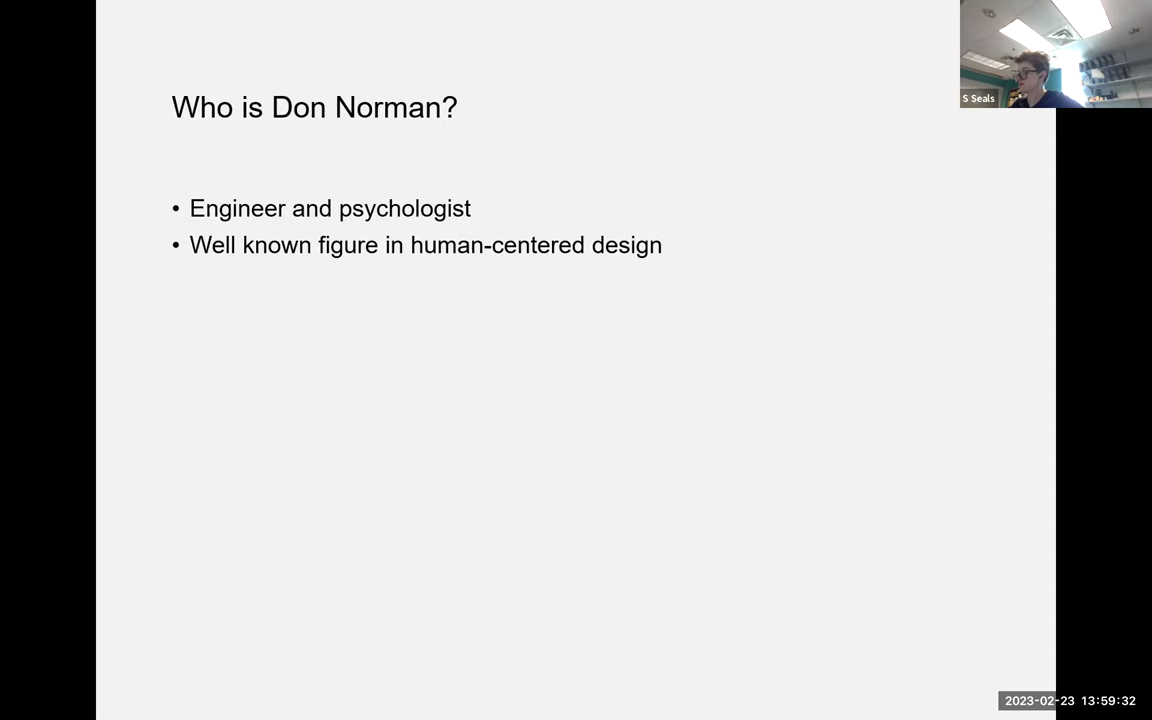 Who is Don Norman?
S Seals
• Engineer and psychologist
• Well known figure in human-centered design
2023-02-23 13:59:32